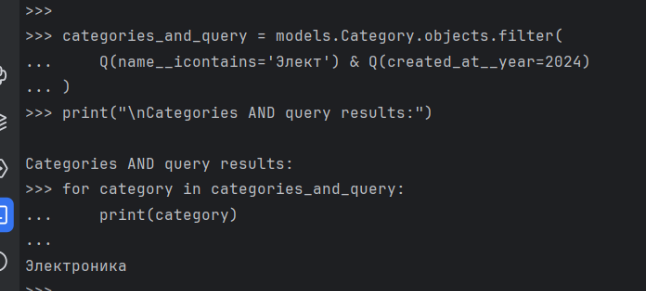 >>>
>>> categories_and_query = models.Category.objects.filter(
...     Q(name__icontains='Элект') & Q(created_at__year=2024)
... )
>>> print("\nCategories AND query results:")

Categories AND query results:
>>> for category in categories_and_query:
...     print(category)
...
Электроника
>>>